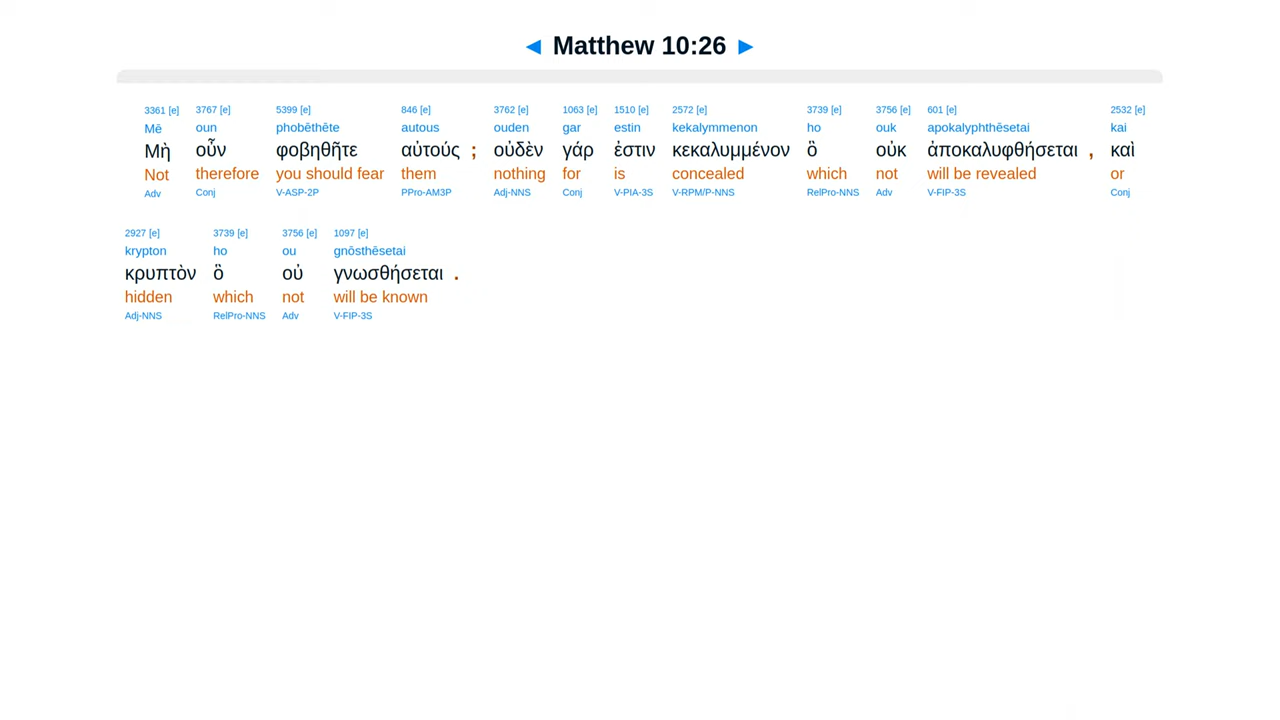 ◄ Matthew 10:26 ►
3361 [e] 3767 [e] 5399 [e] 846 [e] 3762 [e] 1063 [e] 1510 [e] 2572 [e] 3739 [e] 3756 [e] 601 [e] 2532 [e]
Mē oun phobēthēte autous ouden gar estin kekalymmenon ho ouk apokalyphthēsetai kai
Μὴ οὖν φοβηθῆτε αὐτούς ; οὐδὲν γάρ ἐστιν κεκαλυμμένον ὃ οὐκ ἀποκαλυφθήσεται , καὶ
Not therefore you should fear them nothing for is concealed which not will be revealed or
Adv Conj V-ASP-2P PPro-AM3P Adj-NNS Conj V-PIA-3S V-RPM/P-NNS RelPro-NNS Adv V-FIP-3S Conj
2927 [e] 3739 [e] 3756 [e] 1097 [e]
krypton ho ou gnōsthēsetai
κρυπτὸν ὃ οὐ γνωσθήσεται .
hidden which not will be known
Adj-NNS RelPro-NNS Adv V-FIP-3S